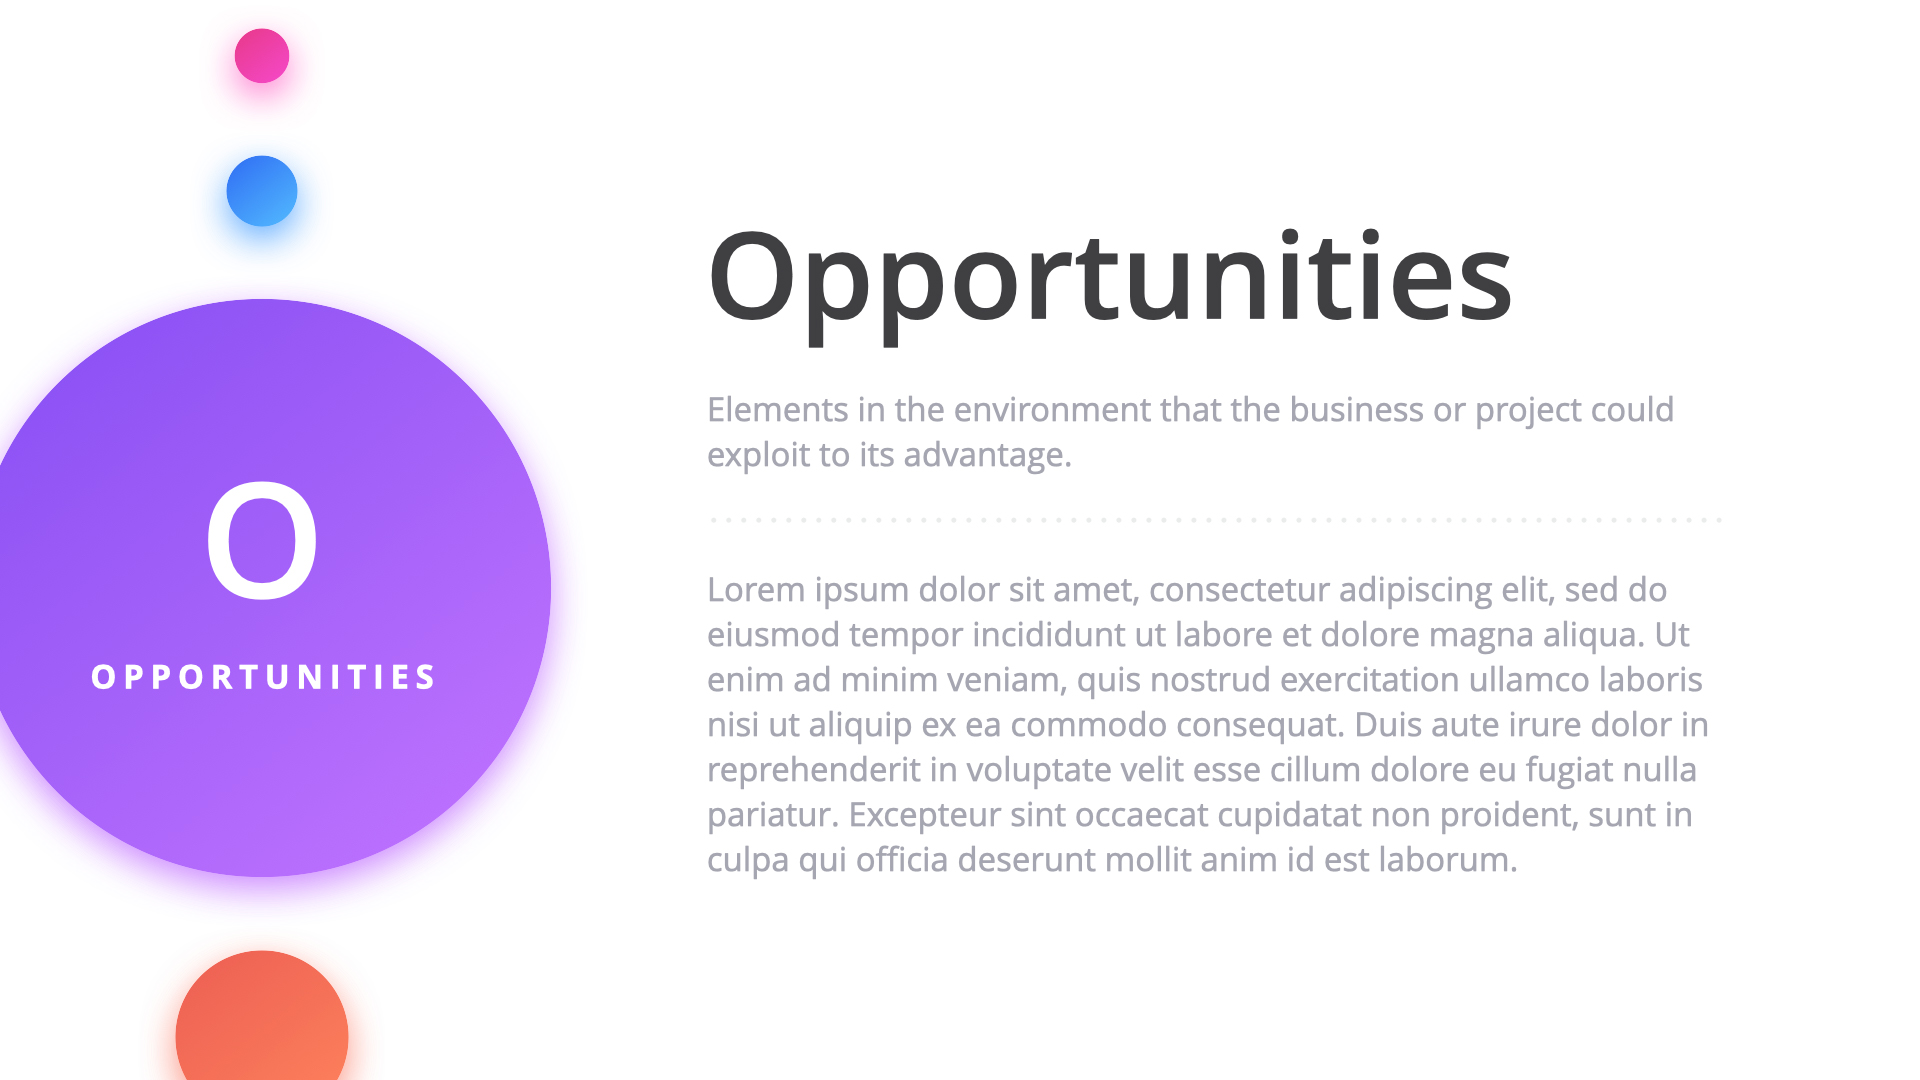 O
OPPORTUNITIES
Opportunities
Elements in the environment that the business or project could
exploit to its advantage.
Lorem ipsum dolor sit amet, consectetur adipiscing elit, sed do
eiusmod tempor incididunt ut labore et dolore magna aliqua. Ut
enim ad minim veniam, quis nostrud exercitation ullamco laboris
nisi ut aliquip ex ea commodo consequat. Duis aute irure dolor in
reprehenderit in voluptate velit esse cillum dolore eu fugiat nulla
pariatur. Excepteur sint occaecat cupidatat non proident, sunt in
culpa qui officia deserunt mollit anim id est laborum.